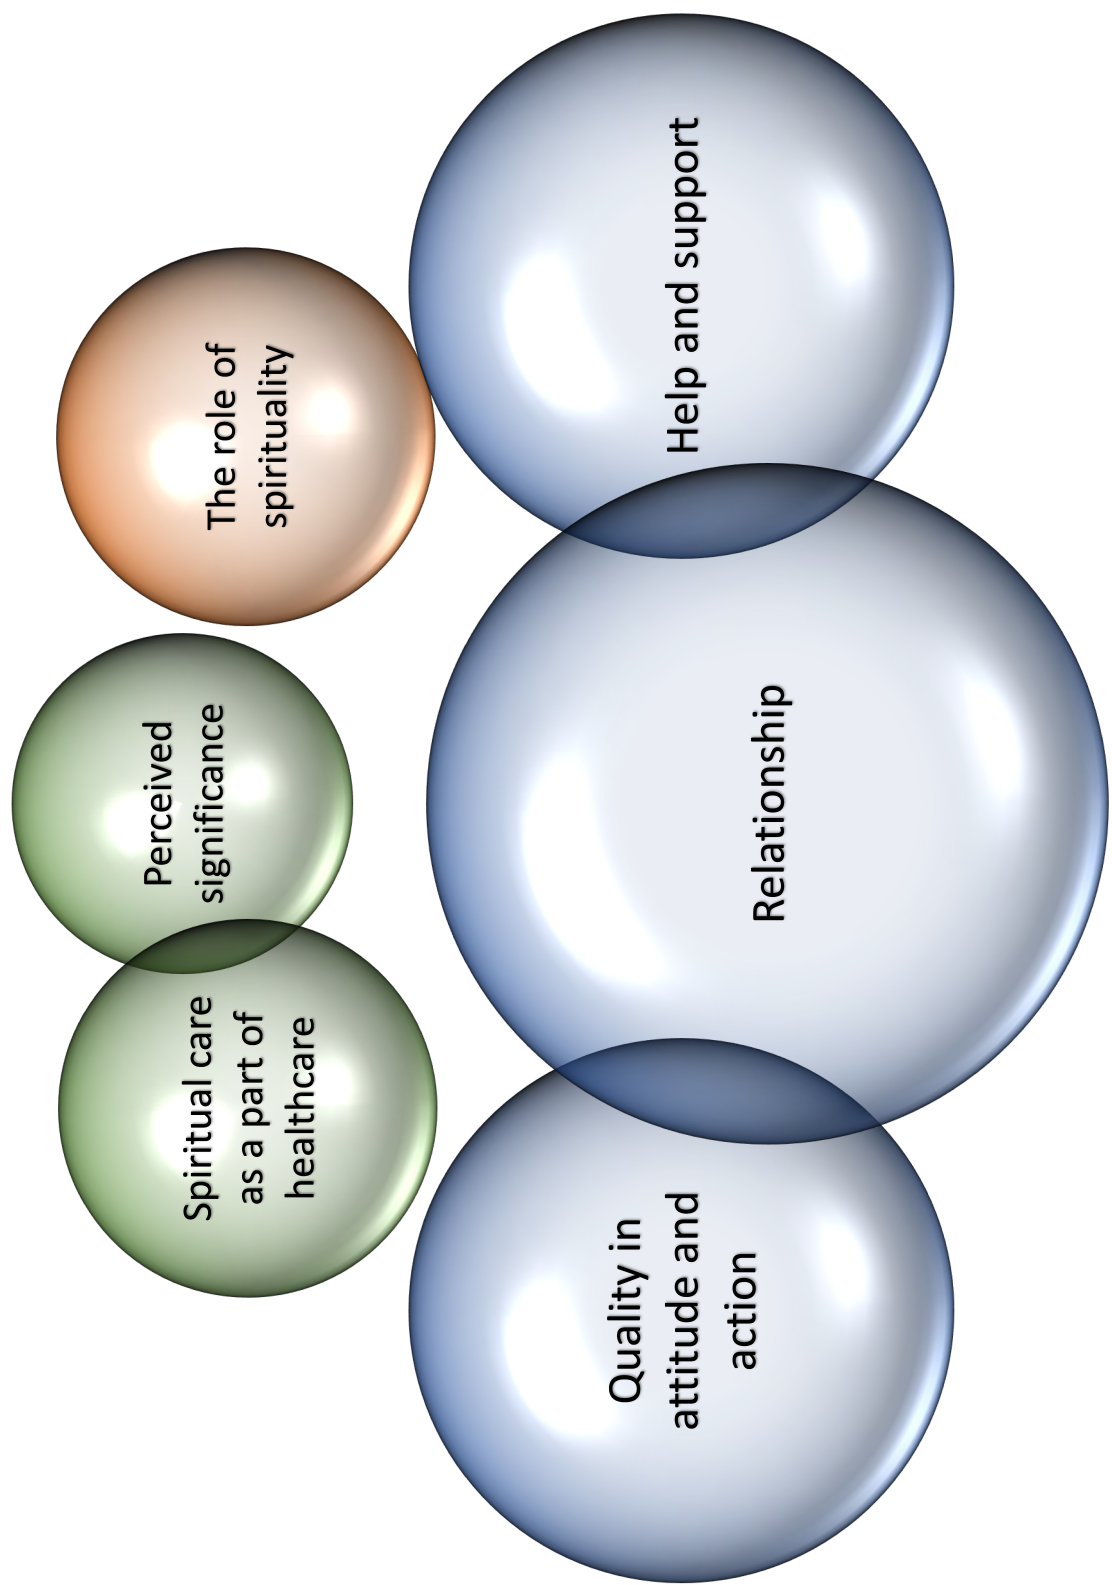 Spiritual care
as a part of
healthcare
Perceived
significance
The role of
spirituality
Quality in
attitude and
action
Relationship
Help and support